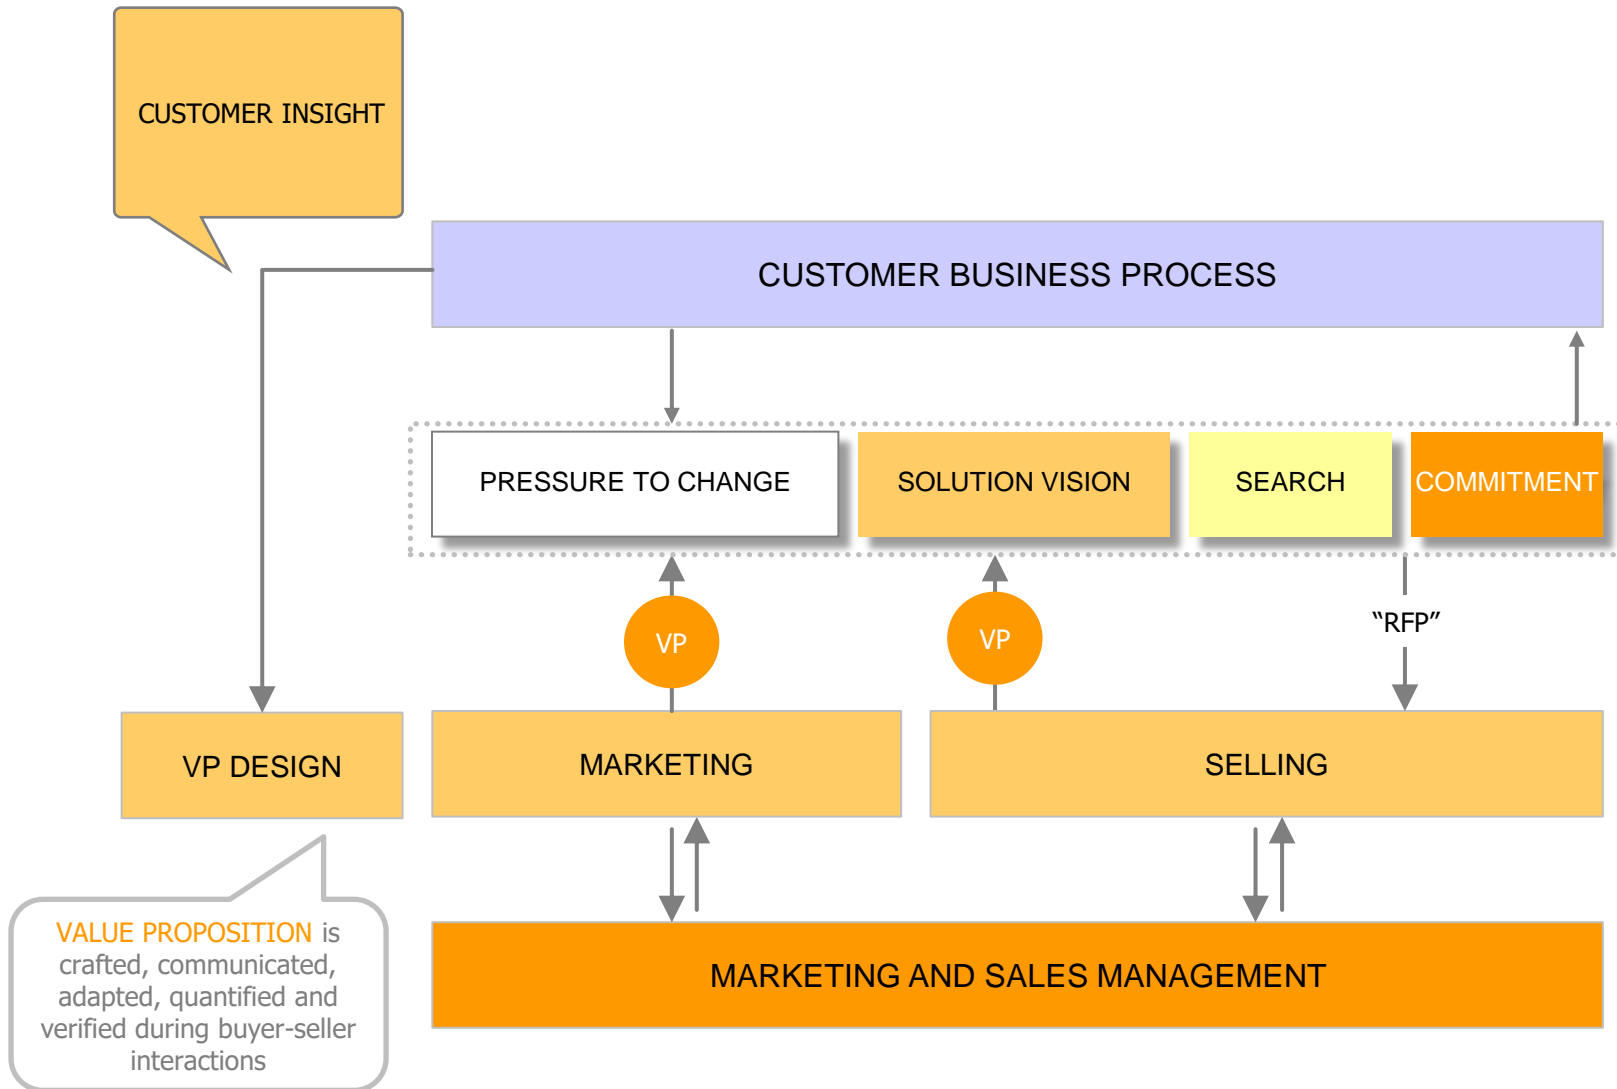 CUSTOMER INSIGHT
CUSTOMER BUSINESS PROCESS
PRESSURE TO CHANGE
SOLUTION VISION
SEARCH
COMMITMENT
VP
VP
“RFP”
VP DESIGN
MARKETING
SELLING
VALUE PROPOSITION is
crafted, communicated,
adapted, quantified and
verified during buyer-seller
interactions
MARKETING AND SALES MANAGEMENT